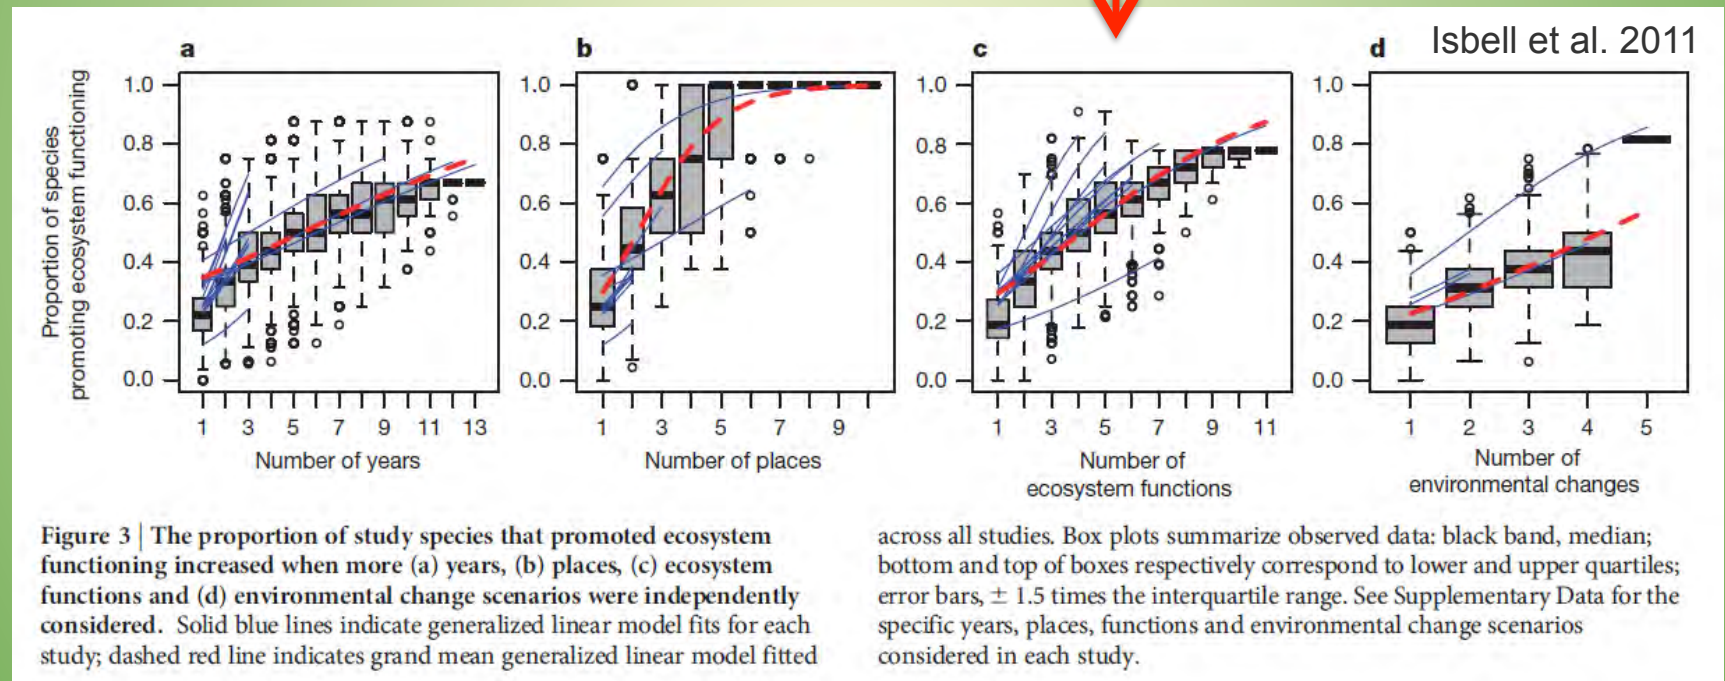 Isbell et al. 2011
a
Proportion of species
promoting ecosystem functioning
1.0
0.8
0.6
0.4
0.2
0.0
1 3 5 7 9 11 13
Number of years
b
1.0
0.8
0.6
0.4
0.2
0.0
1 3 5 7 9
Number of places
c
1.0
0.8
0.6
0.4
0.2
0.0
1 3 5 7 9 11
Number of
ecosystem functions
d
1.0
0.8
0.6
0.4
0.2
0.0
1 2 3 4 5
Number of
environmental changes
Figure 3 | The proportion of study species that promoted ecosystem
functioning increased when more (a) years, (b) places, (c) ecosystem
functions and (d) environmental change scenarios were independently
considered. Solid blue lines indicate generalized linear model fits for each
study; dashed red line indicates grand mean generalized linear model fitted
across all studies. Box plots summarize observed data: black band, median;
bottom and top of boxes respectively correspond to lower and upper quartiles;
error bars, ± 1.5 times the interquartile range. See Supplementary Data for the
specific years, places, functions and environmental change scenarios
considered in each study.